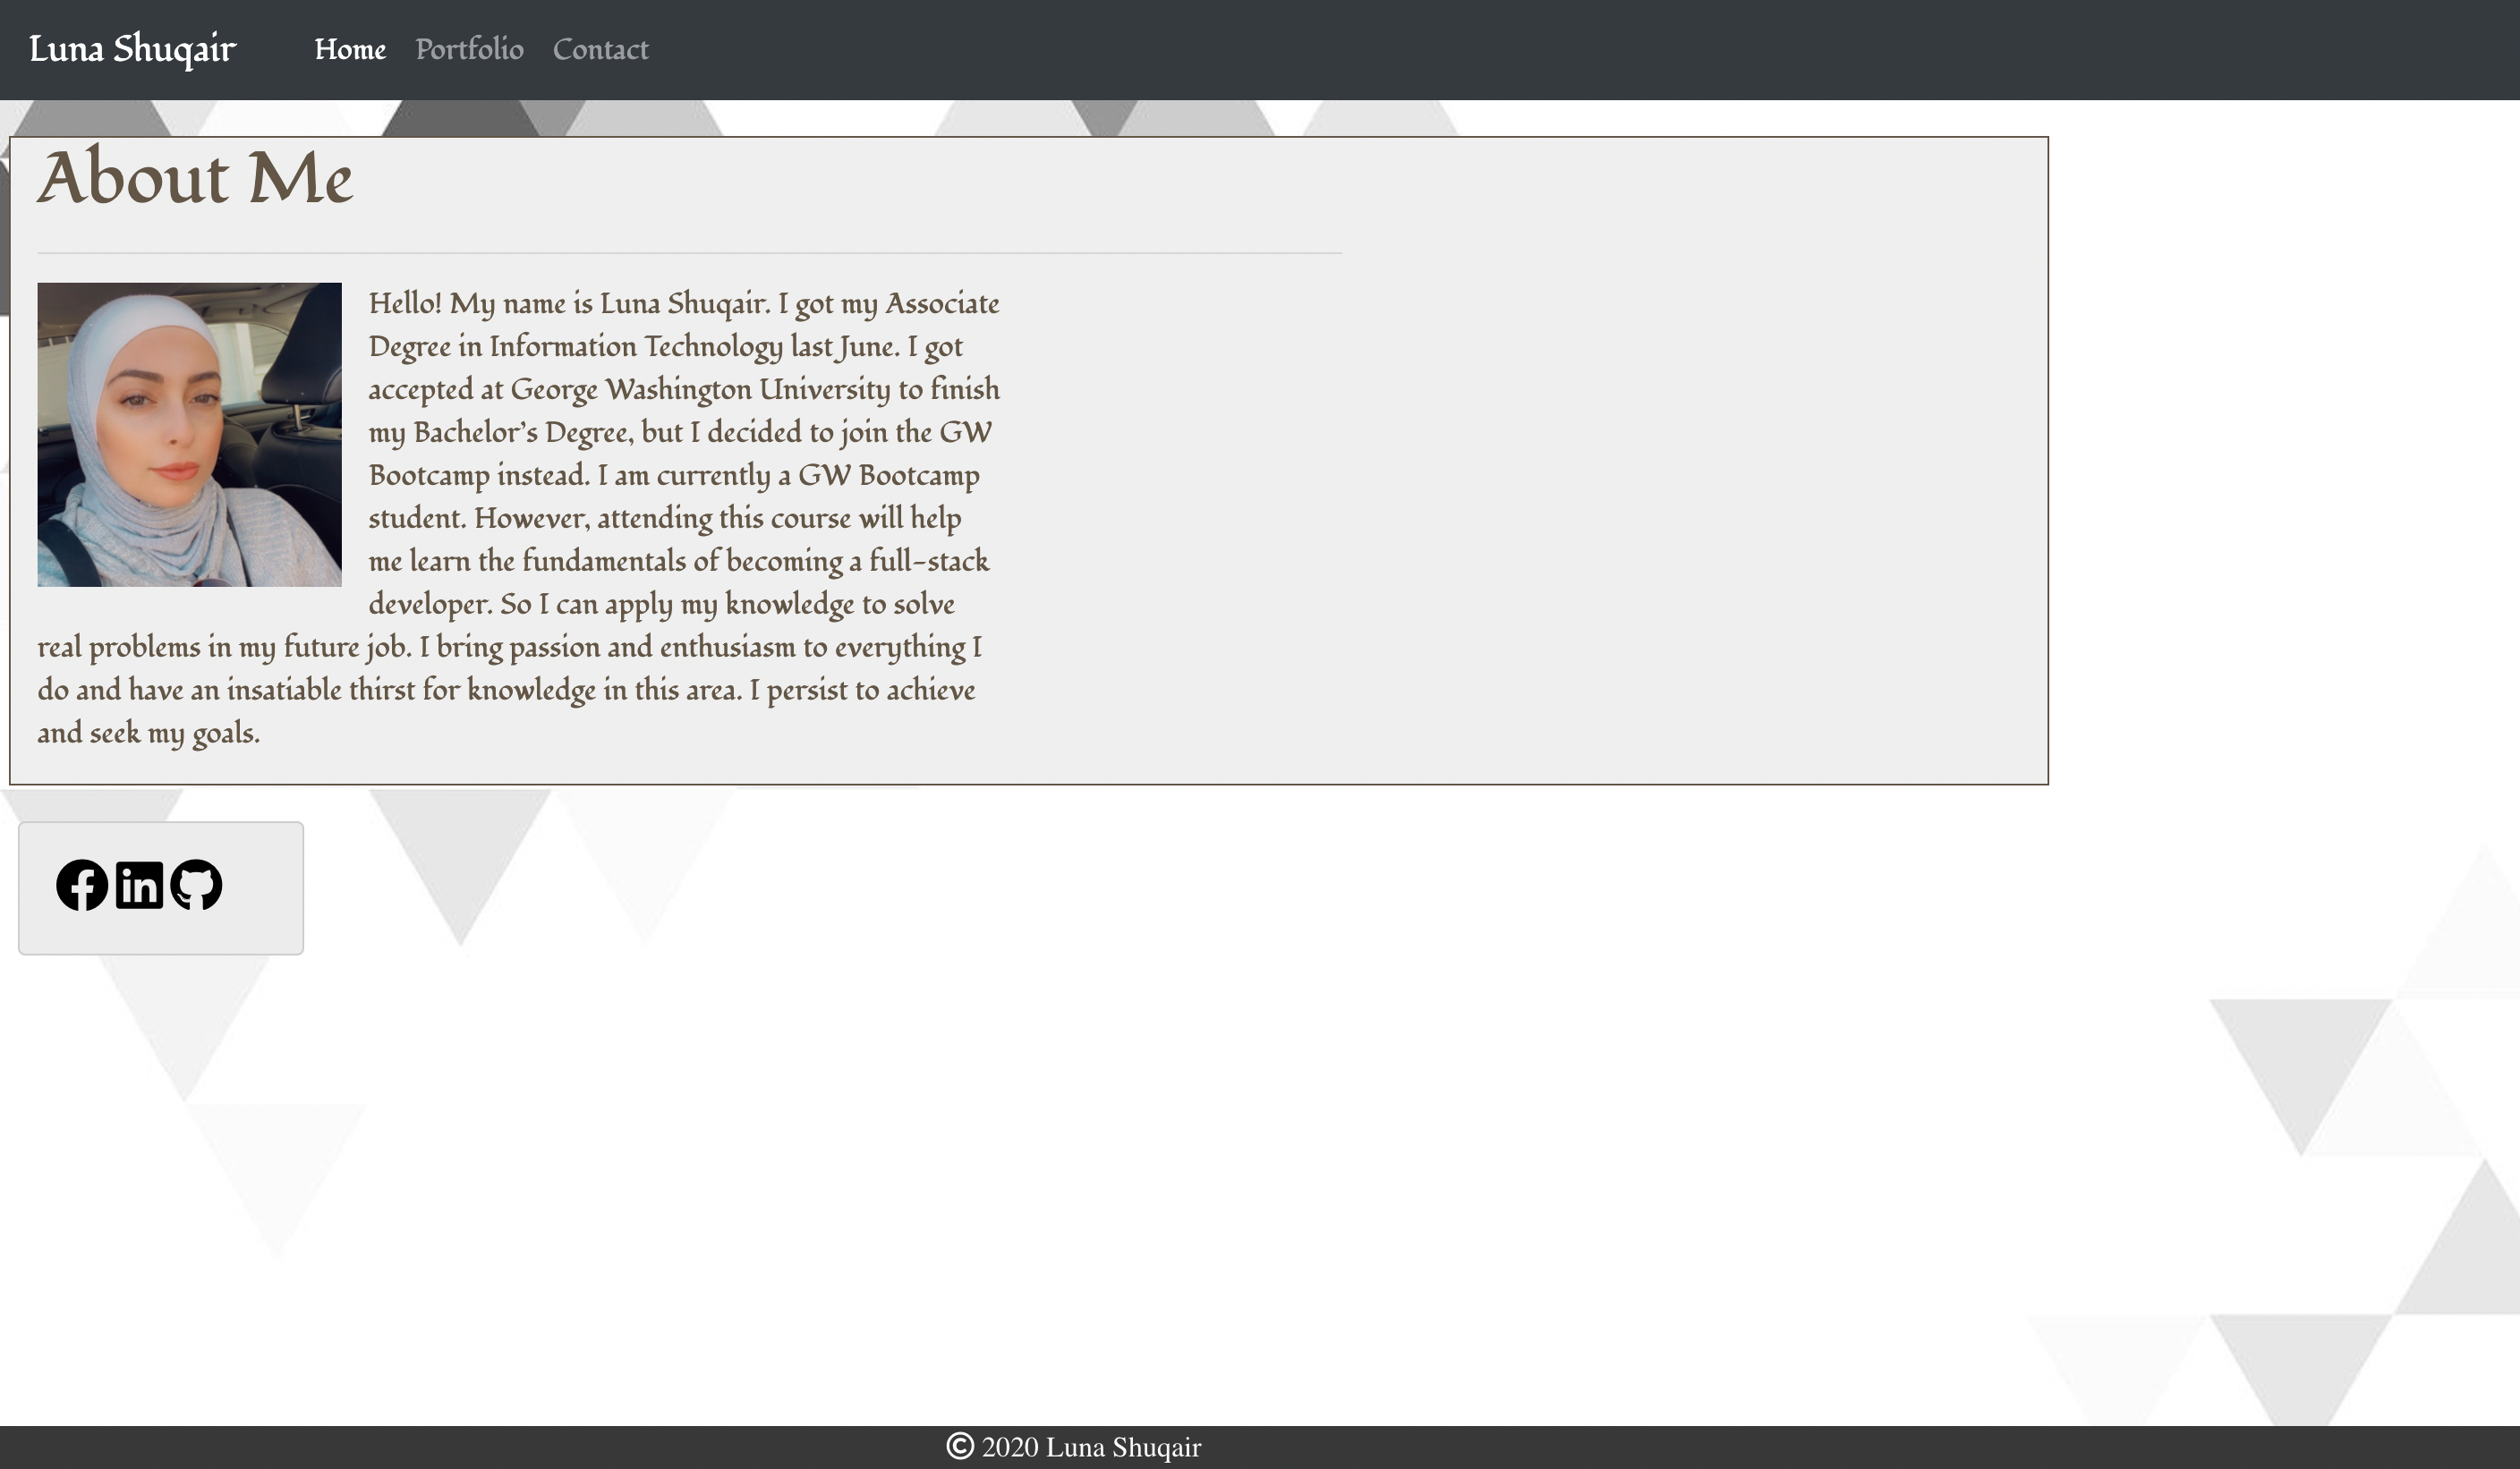 Luna Shuqair Home Portfolio Contact
About Me
Hello! My name is Luna Shuqair. I got my Associate
Degree in Information Technology last June. I got
accepted at George Washington University to finish
my Bachelor's Degree, but I decided to join the GW
Bootcamp instead. I am currently a GW Bootcamp
student. However, attending this course will help
me learn the fundamentals of becoming a full-stack
developer. So I can apply my knowledge to solve
real problems in my future job. I bring passion and enthusiasm to everything I
do and have an insatiable thirst for knowledge in this area. I persist to achieve
and seek my goals.
© 2020 Luna Shuqair